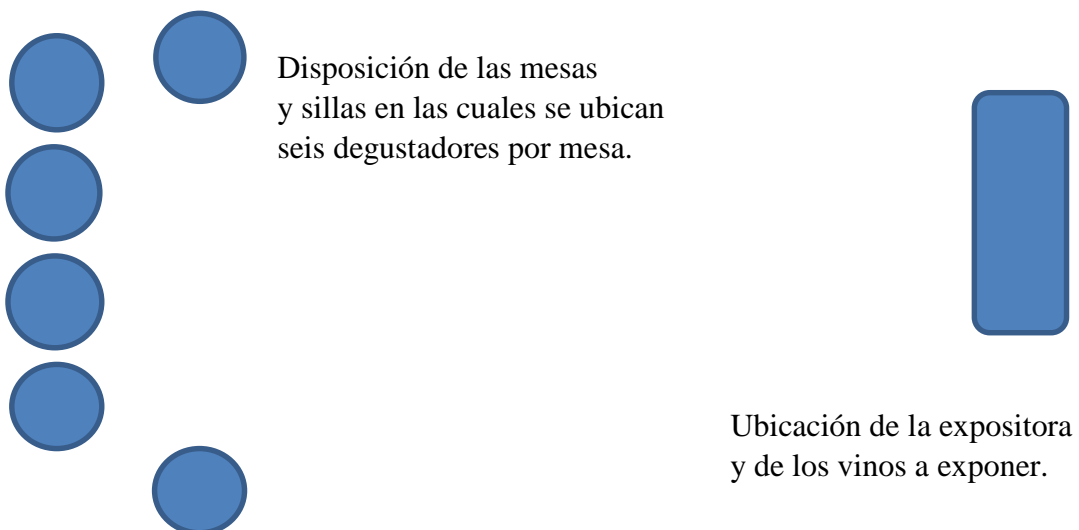 Disposición de las mesas
y sillas en las cuales se ubican
seis degustadores por mesa.
Ubicación de la expositora
y de los vinos a exponer.